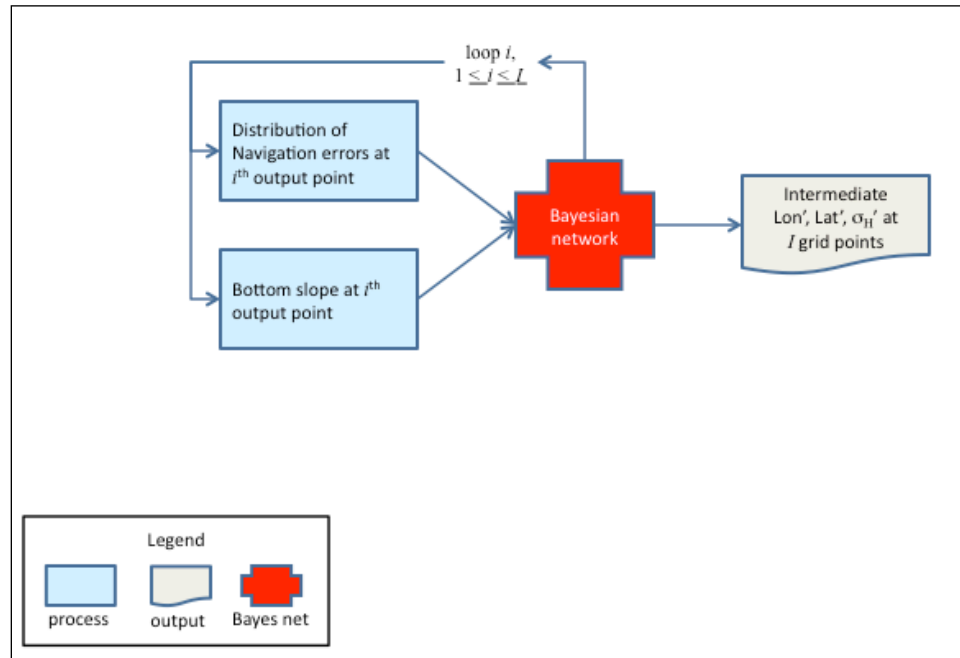 loop i,
1 ≤ i ≤ I
Distribution of
Navigation errors at
iᵗʰ output point
Bayesian
network
Intermediate
Lon′, Lat′, σH′ at
I grid points
Bottom slope at iᵗʰ
output point
Legend
process
output
Bayes net